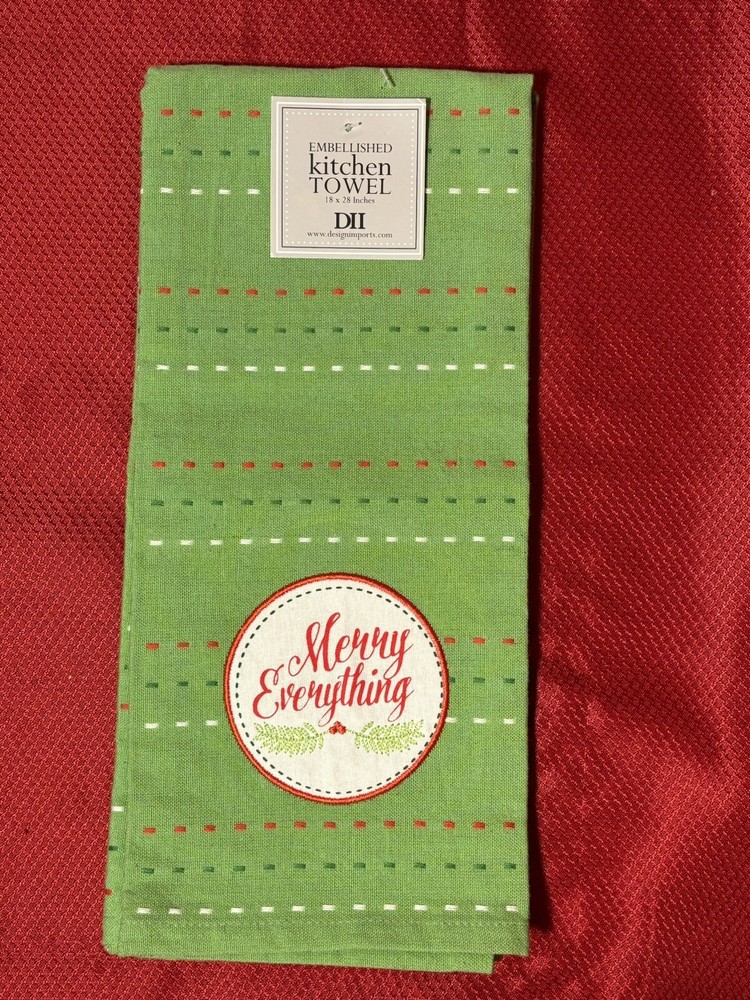 EMBELLISHED
kitchen
TOWEL
18 x 28 Inches
DII
www.designimports.com
Merry
Everything